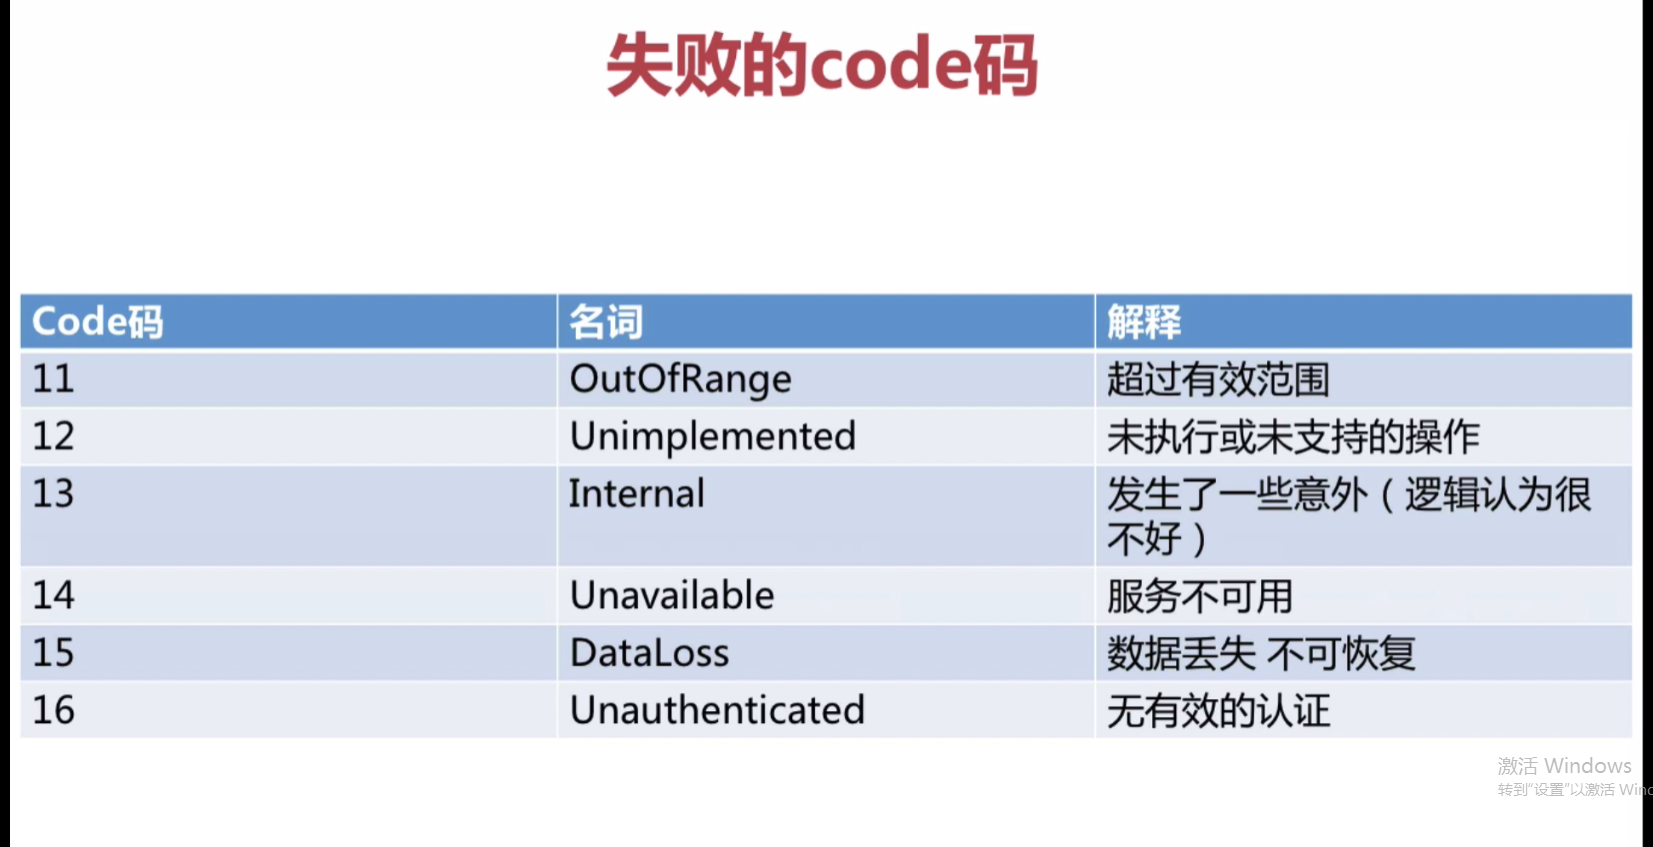 失败的code码
Code码 名词 解释
11 OutOfRange 超过有效范围
12 Unimplemented 未执行或未支持的操作
13 Internal 发生了一些意外（逻辑认为很
不好）
14 Unavailable 服务不可用
15 DataLoss 数据丢失 不可恢复
16 Unauthenticated 无有效的认证
激活 Windows
转到“设置”以激活 Winc